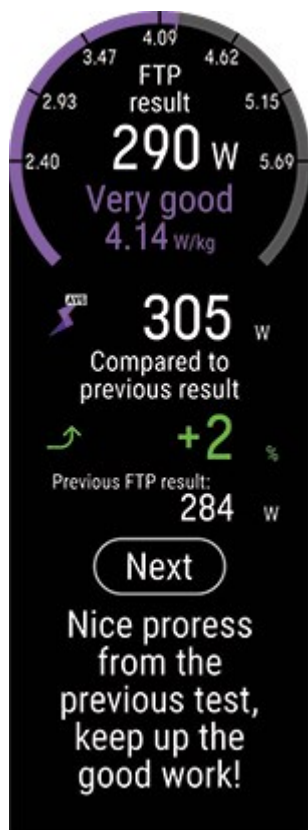 4.09
3.47
4.62
FTP
result
2.93
5.15
290 W
2.40
5.69
Very good
4.14 W/kg
AVG
305 W
Compared to
previous result
+2 %
Previous FTP result:
284 W
Next
Nice proress
from the
previous test,
keep up the
good work!